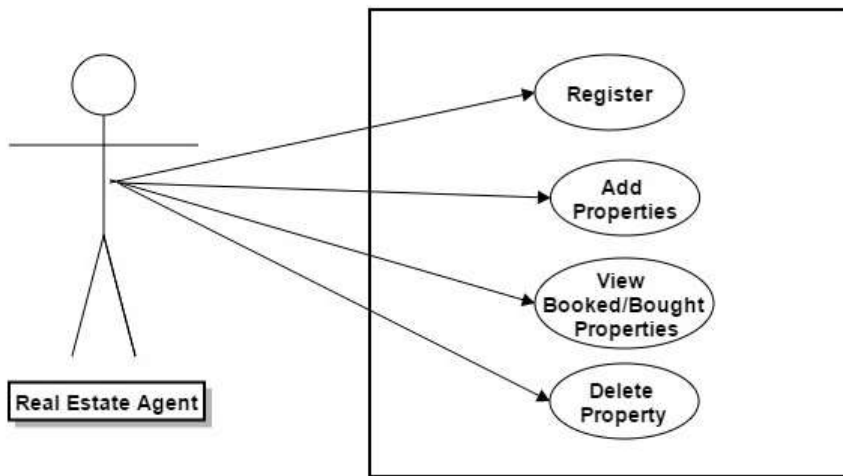 Register
Add
Properties
View
Booked/Bought
Properties
Delete
Property
Real Estate Agent